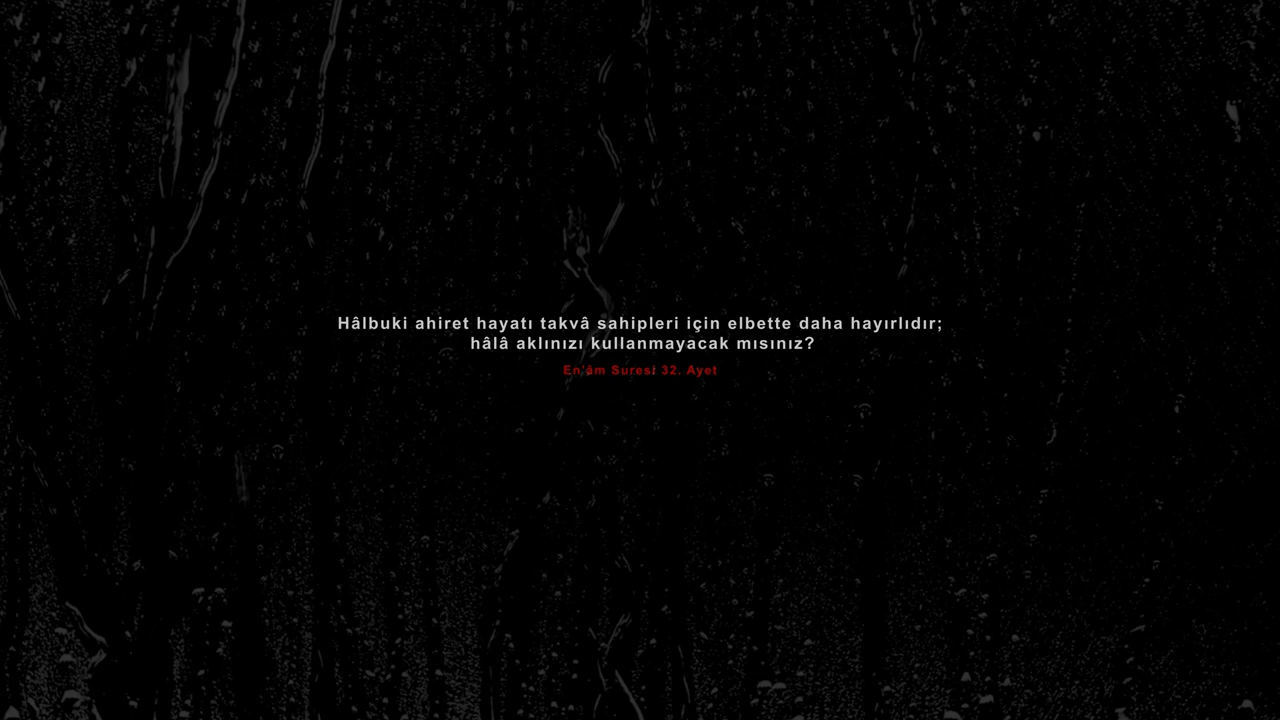 Hâlbuki ahiret hayatı takvâ sahipleri için elbette daha hayırlıdır;
hâlâ aklınızı kullanmayacak mısınız?
En'âm Suresi 32. Ayet